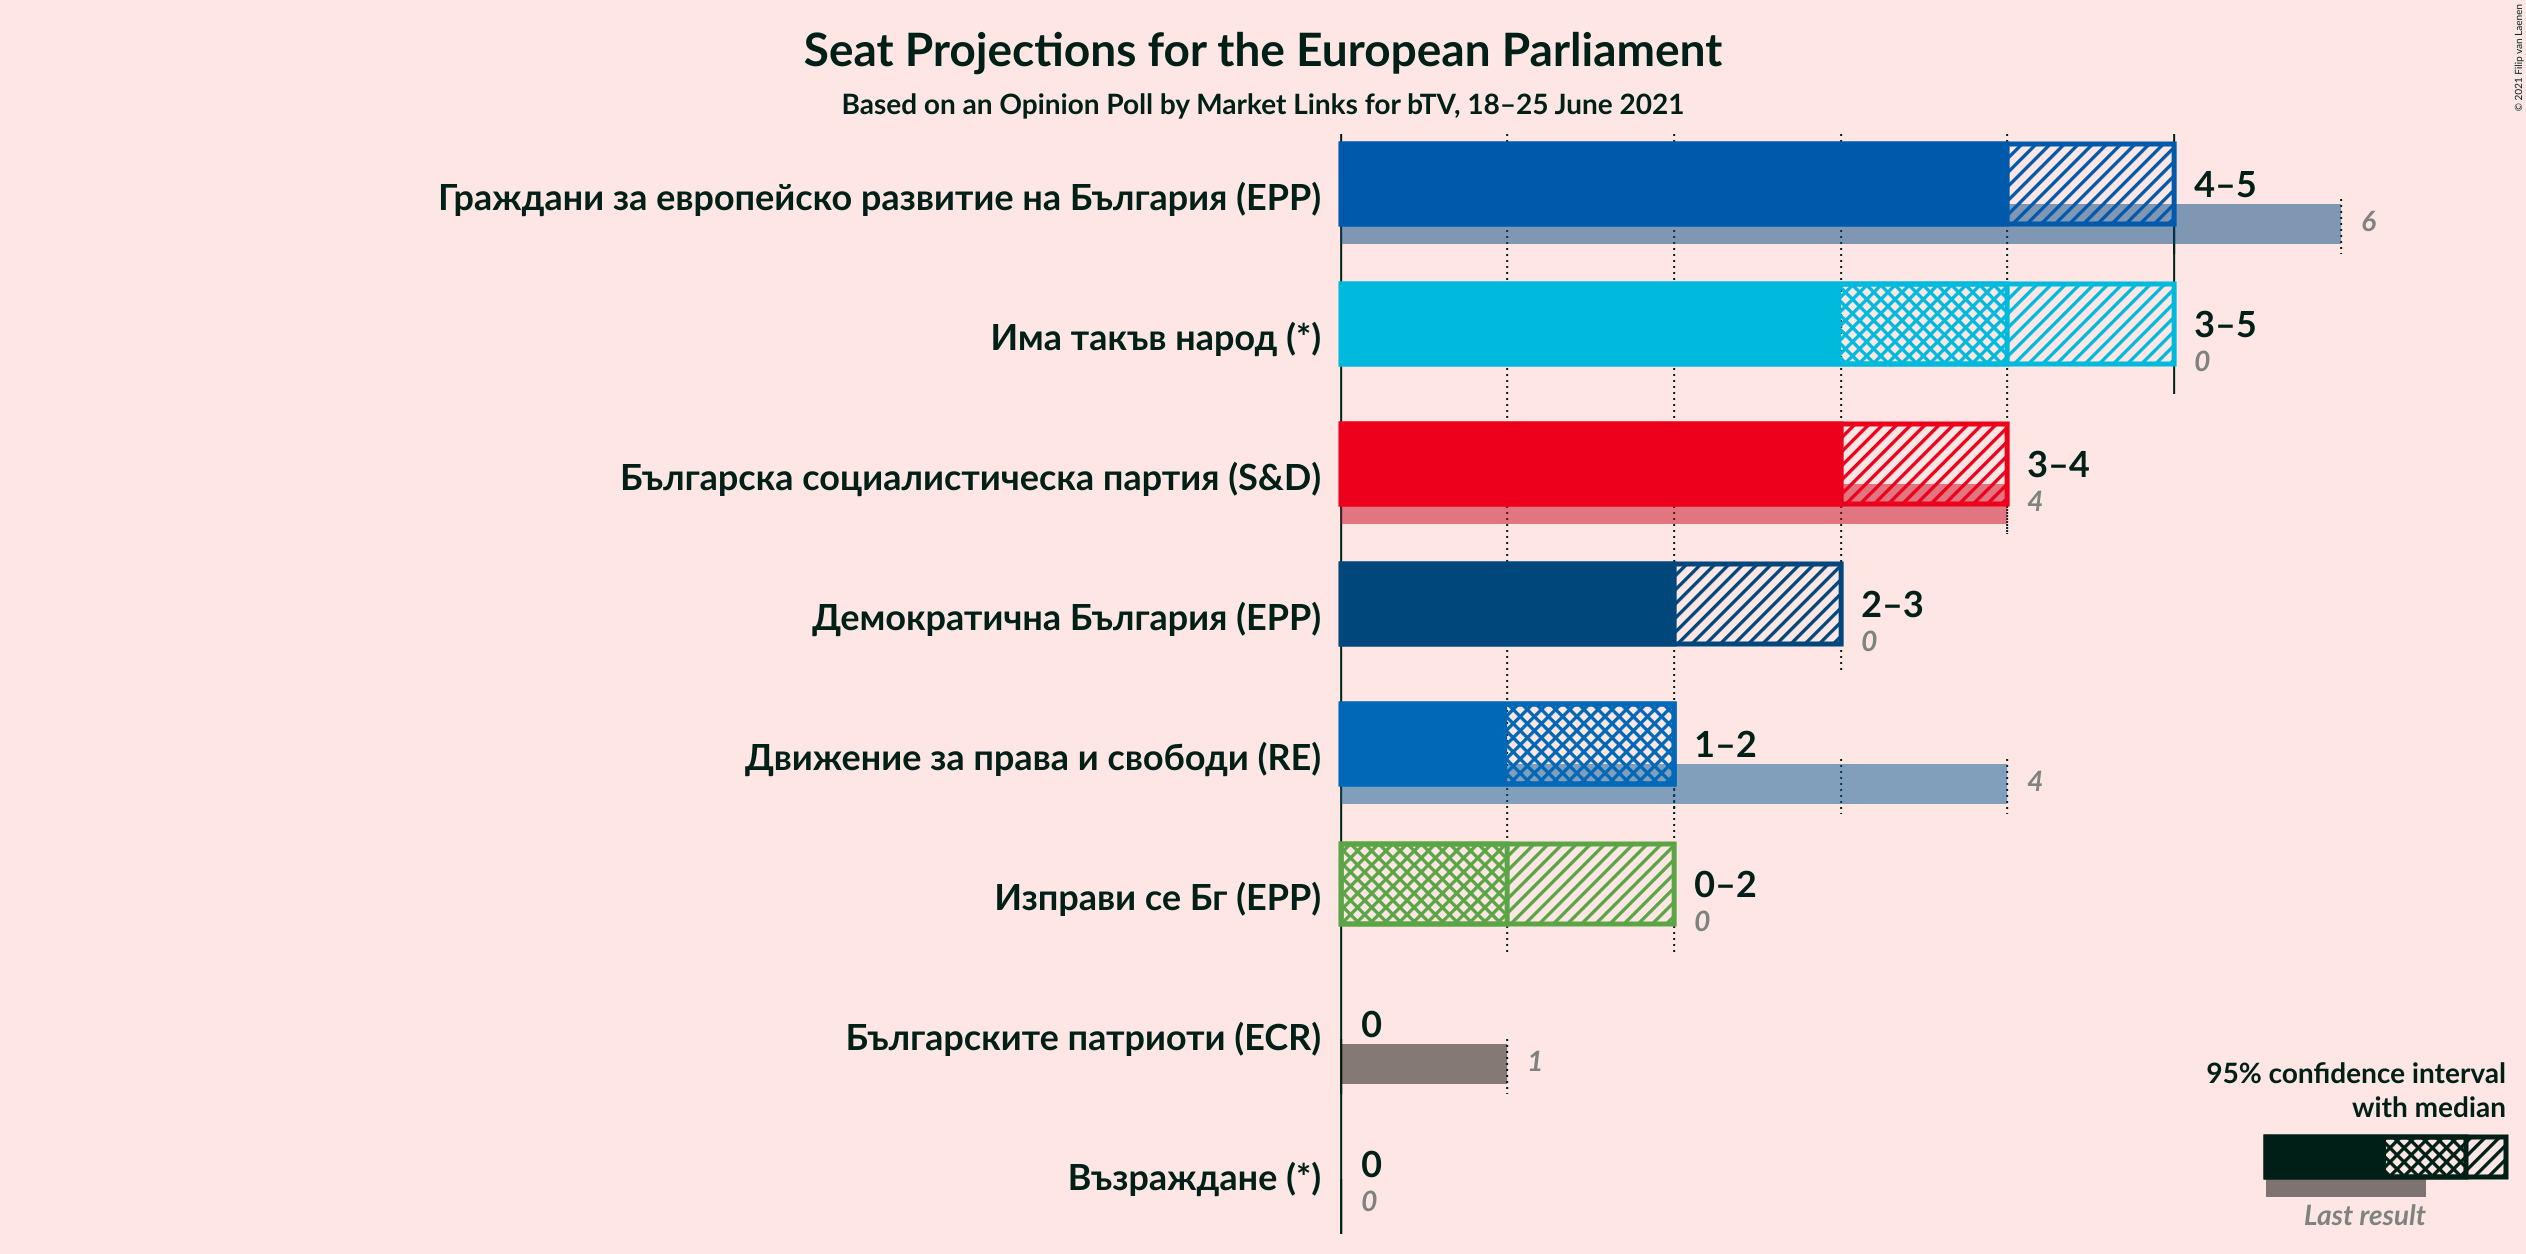 Seat Projections for the European Parliament
Based on an Opinion Poll by Market Links for bTV, 18–25 June 2021
© 2021 Filip van Laenen
Граждани за европейско развитие на България (EPP)
4–5
6
Има такъв народ (*)
3–5
0
Българска социалистическа партия (S&D)
3–4
4
Демократична България (EPP)
2–3
0
Движение за права и свободи (RE)
1–2
4
Изправи се Бг (EPP)
0–2
0
Българските патриоти (ECR)
0
1
Възраждане (*)
0
0
95% confidence interval
with median
Last result